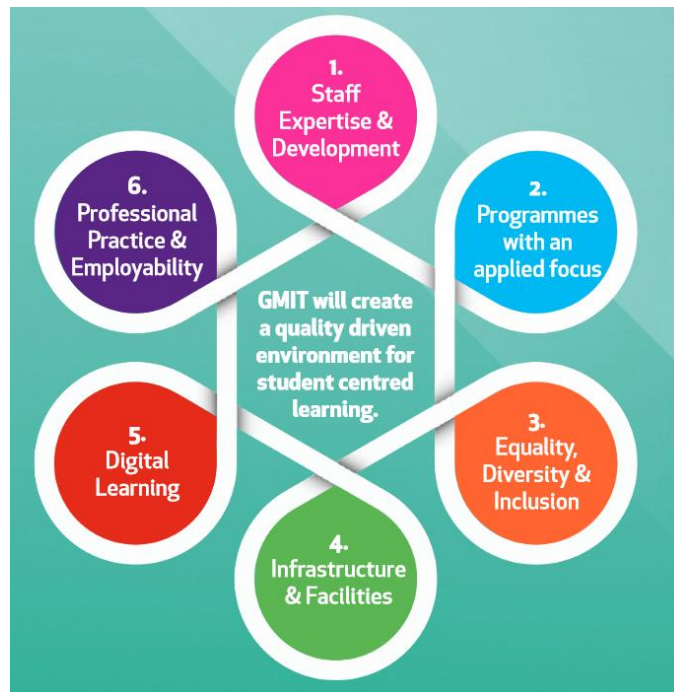 1.
Staff
Expertise &
Development
2.
Programmes
with an
applied focus
3.
Equality,
Diversity &
Inclusion
4.
Infrastructure
& Facilities
5.
Digital
Learning
6.
Professional
Practice &
Employability
GMIT will create
a quality driven
environment for
student centred
learning.